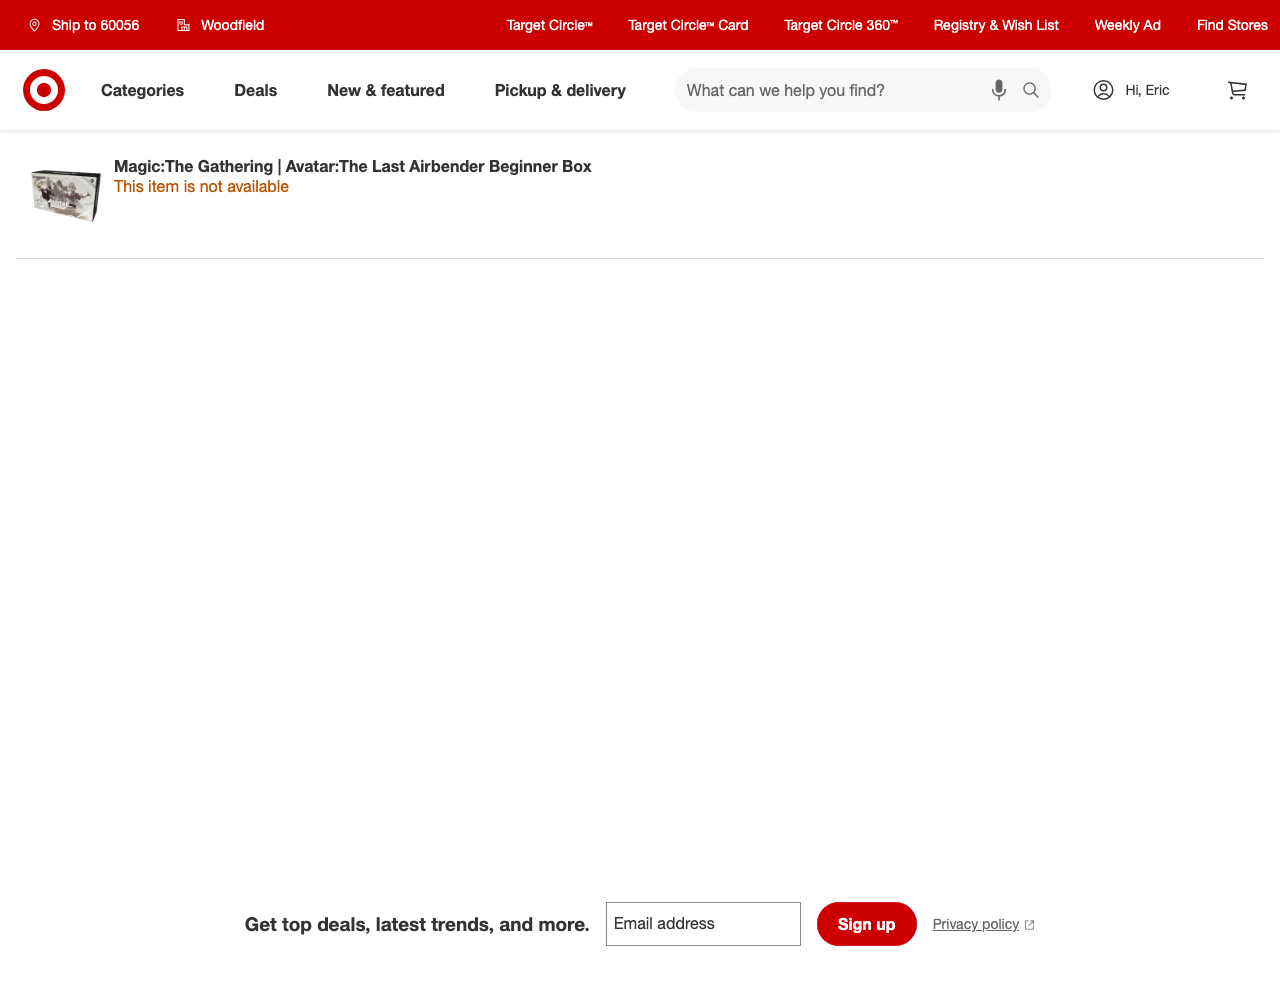 Ship to 60056
Woodfield
Target Circle™
Target Circle™ Card
Target Circle 360™
Registry & Wish List
Weekly Ad
Find Stores
Categories
Deals
New & featured
Pickup & delivery
What can we help you find?
Hi, Eric
Magic:The Gathering | Avatar:The Last Airbender Beginner Box
This item is not available
Get top deals, latest trends, and more.
Email address
Sign up
Privacy policy